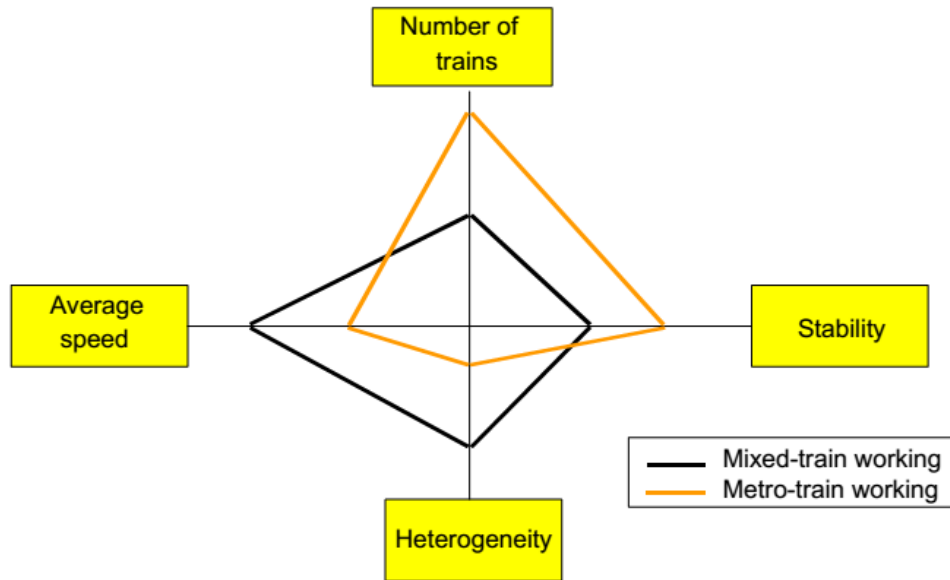 Number of
trains
Average
speed
Stability
Mixed-train working
Metro-train working
Heterogeneity